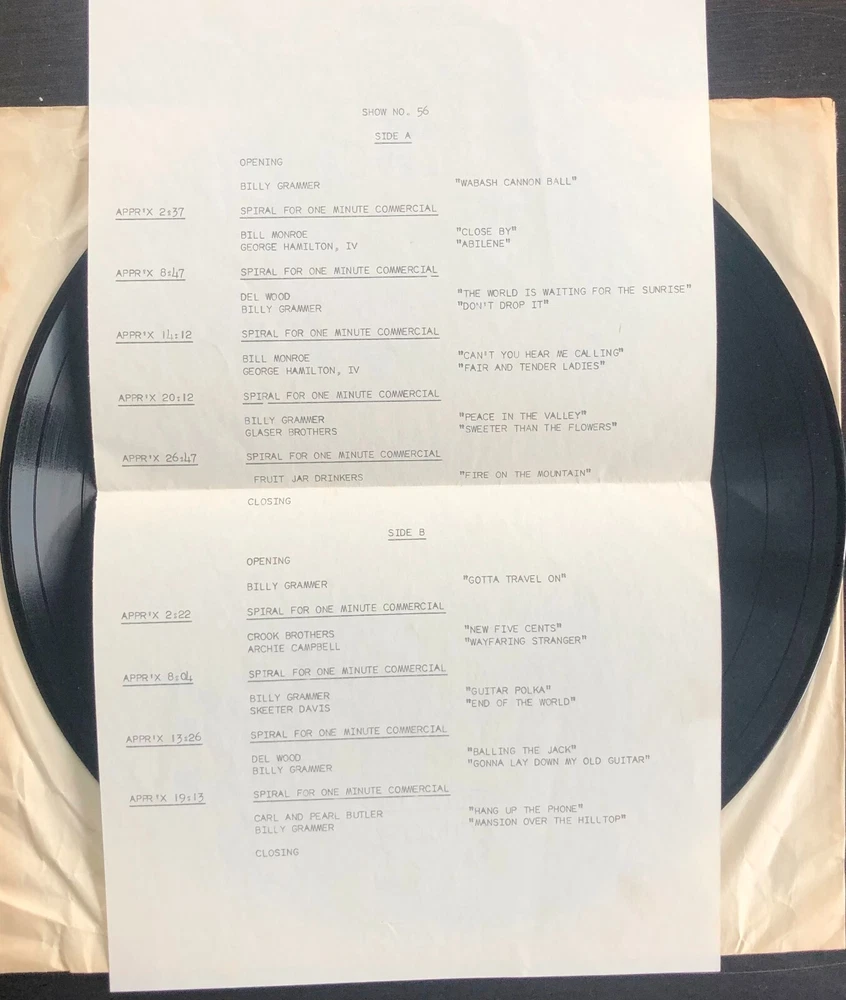 SHOW NO. 56
SIDE A
OPENING
BILLY GRAMMER "WABASH CANNON BALL"
APPR'X 2:37 SPIRAL FOR ONE MINUTE COMMERCIAL
BILL MONROE "CLOSE BY"
GEORGE HAMILTON, IV "ABILENE"
APPR'X 8:47 SPIRAL FOR ONE MINUTE COMMERCIAL
DEL WOOD "THE WORLD IS WAITING FOR THE SUNRISE"
BILLY GRAMMER "DON'T DROP IT"
APPR'X 14:12 SPIRAL FOR ONE MINUTE COMMERCIAL
BILL MONROE "CAN'T YOU HEAR ME CALLING"
GEORGE HAMILTON, IV "FAIR AND TENDER LADIES"
APPR'X 20:12 SPIRAL FOR ONE MINUTE COMMERCIAL
BILLY GRAMMER "PEACE IN THE VALLEY"
GLASER BROTHERS "SWEETER THAN THE FLOWERS"
APPR'X 26:47 SPIRAL FOR ONE MINUTE COMMERCIAL
FRUIT JAR DRINKERS "FIRE ON THE MOUNTAIN"
CLOSING
SIDE B
OPENING
BILLY GRAMMER "GOTTA TRAVEL ON"
APPR'X 2:22 SPIRAL FOR ONE MINUTE COMMERCIAL
CROOK BROTHERS "NEW FIVE CENTS"
ARCHIE CAMPBELL "WAYFARING STRANGER"
APPR'X 8:04 SPIRAL FOR ONE MINUTE COMMERCIAL
BILLY GRAMMER "GUITAR POLKA"
SKEETER DAVIS "END OF THE WORLD"
APPR'X 13:26 SPIRAL FOR ONE MINUTE COMMERCIAL
DEL WOOD "BALLING THE JACK"
BILLY GRAMMER "GONNA LAY DOWN MY OLD GUITAR"
APPR'X 19:13 SPIRAL FOR ONE MINUTE COMMERCIAL
CARL AND PEARL BUTLER "HANG UP THE PHONE"
BILLY GRAMMER "MANSION OVER THE HILLTOP"
CLOSING